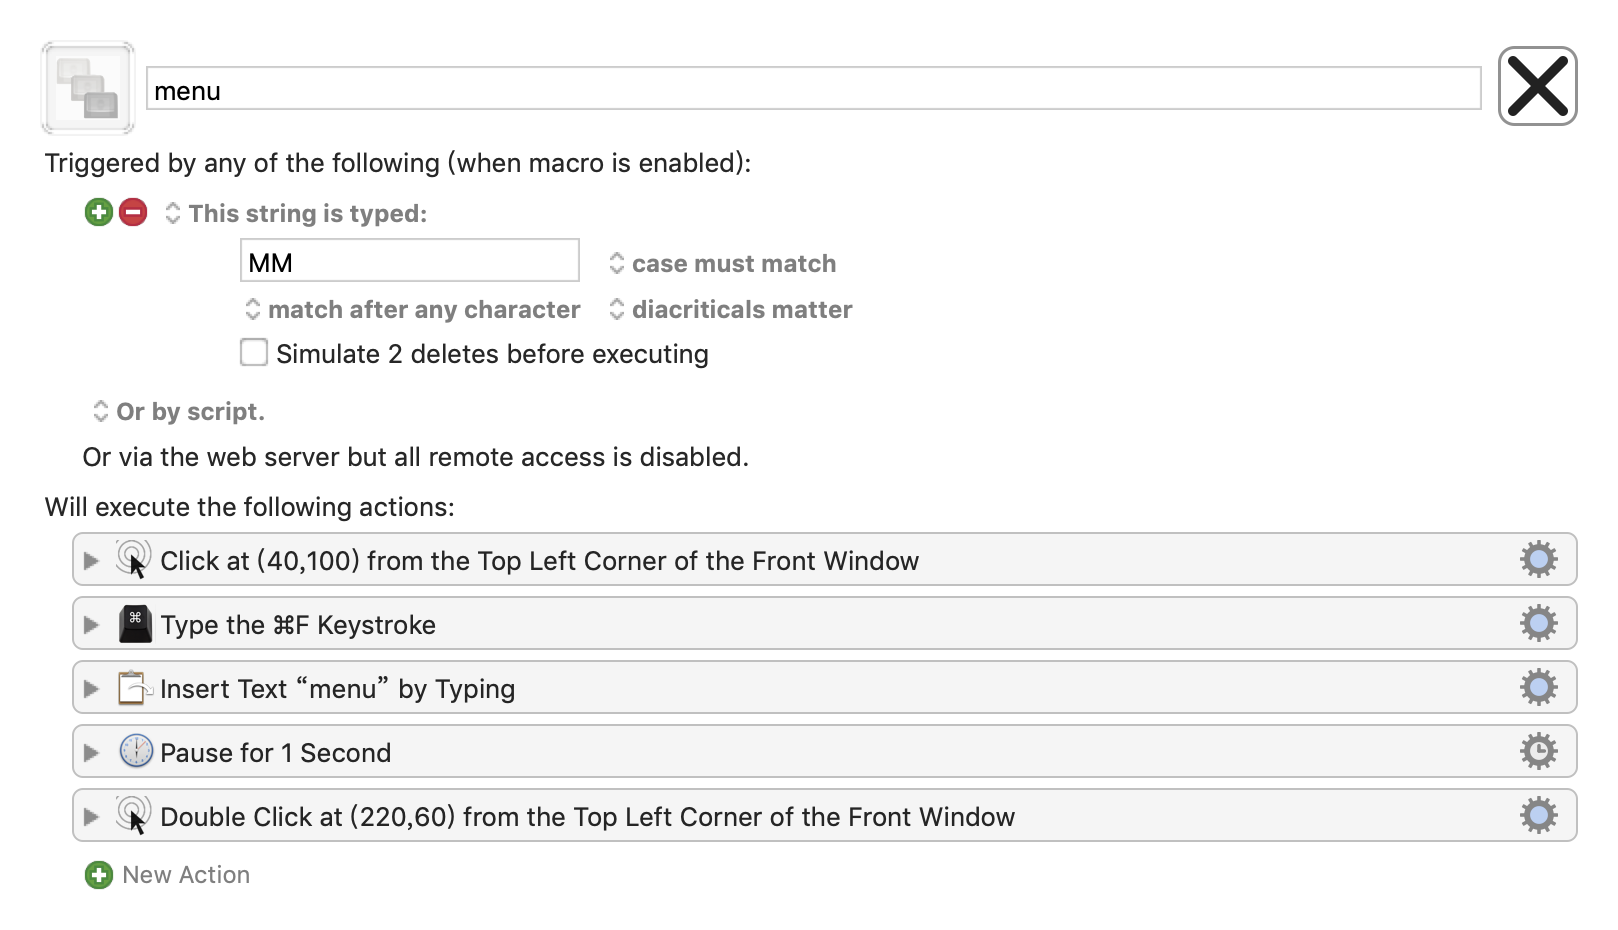 menu
Triggered by any of the following (when macro is enabled):
This string is typed:
MM case must match
match after any character diacriticals matter
Simulate 2 deletes before executing
Or by script.
Or via the web server but all remote access is disabled.
Will execute the following actions:
Click at (40,100) from the Top Left Corner of the Front Window
⌘ Type the ⌘F Keystroke
Insert Text “menu” by Typing
Pause for 1 Second
Double Click at (220,60) from the Top Left Corner of the Front Window
New Action